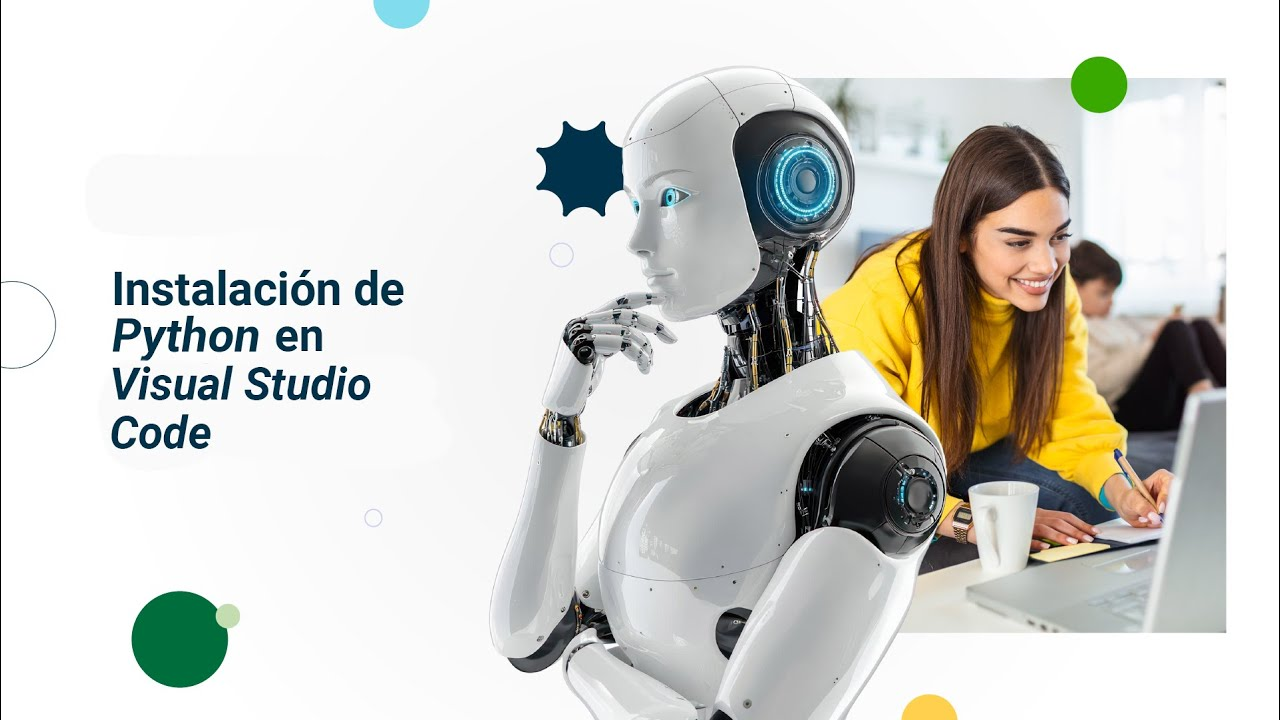 Instalación de
Python en
Visual Studio
Code